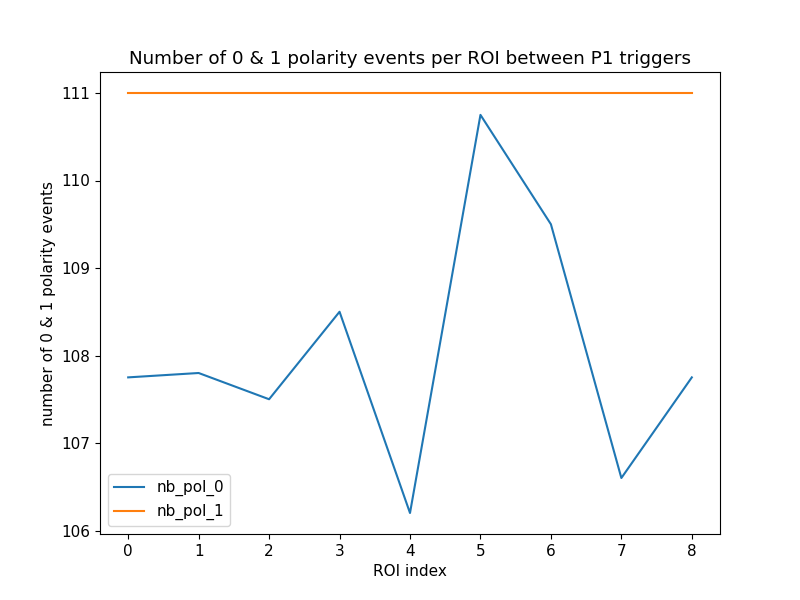 Number of 0 & 1 polarity events per ROI between P1 triggers
number of 0 & 1 polarity events
111
110
109
108
107
106
nb_pol_0
nb_pol_1
0 1 2 3 4 5 6 7 8
ROI index